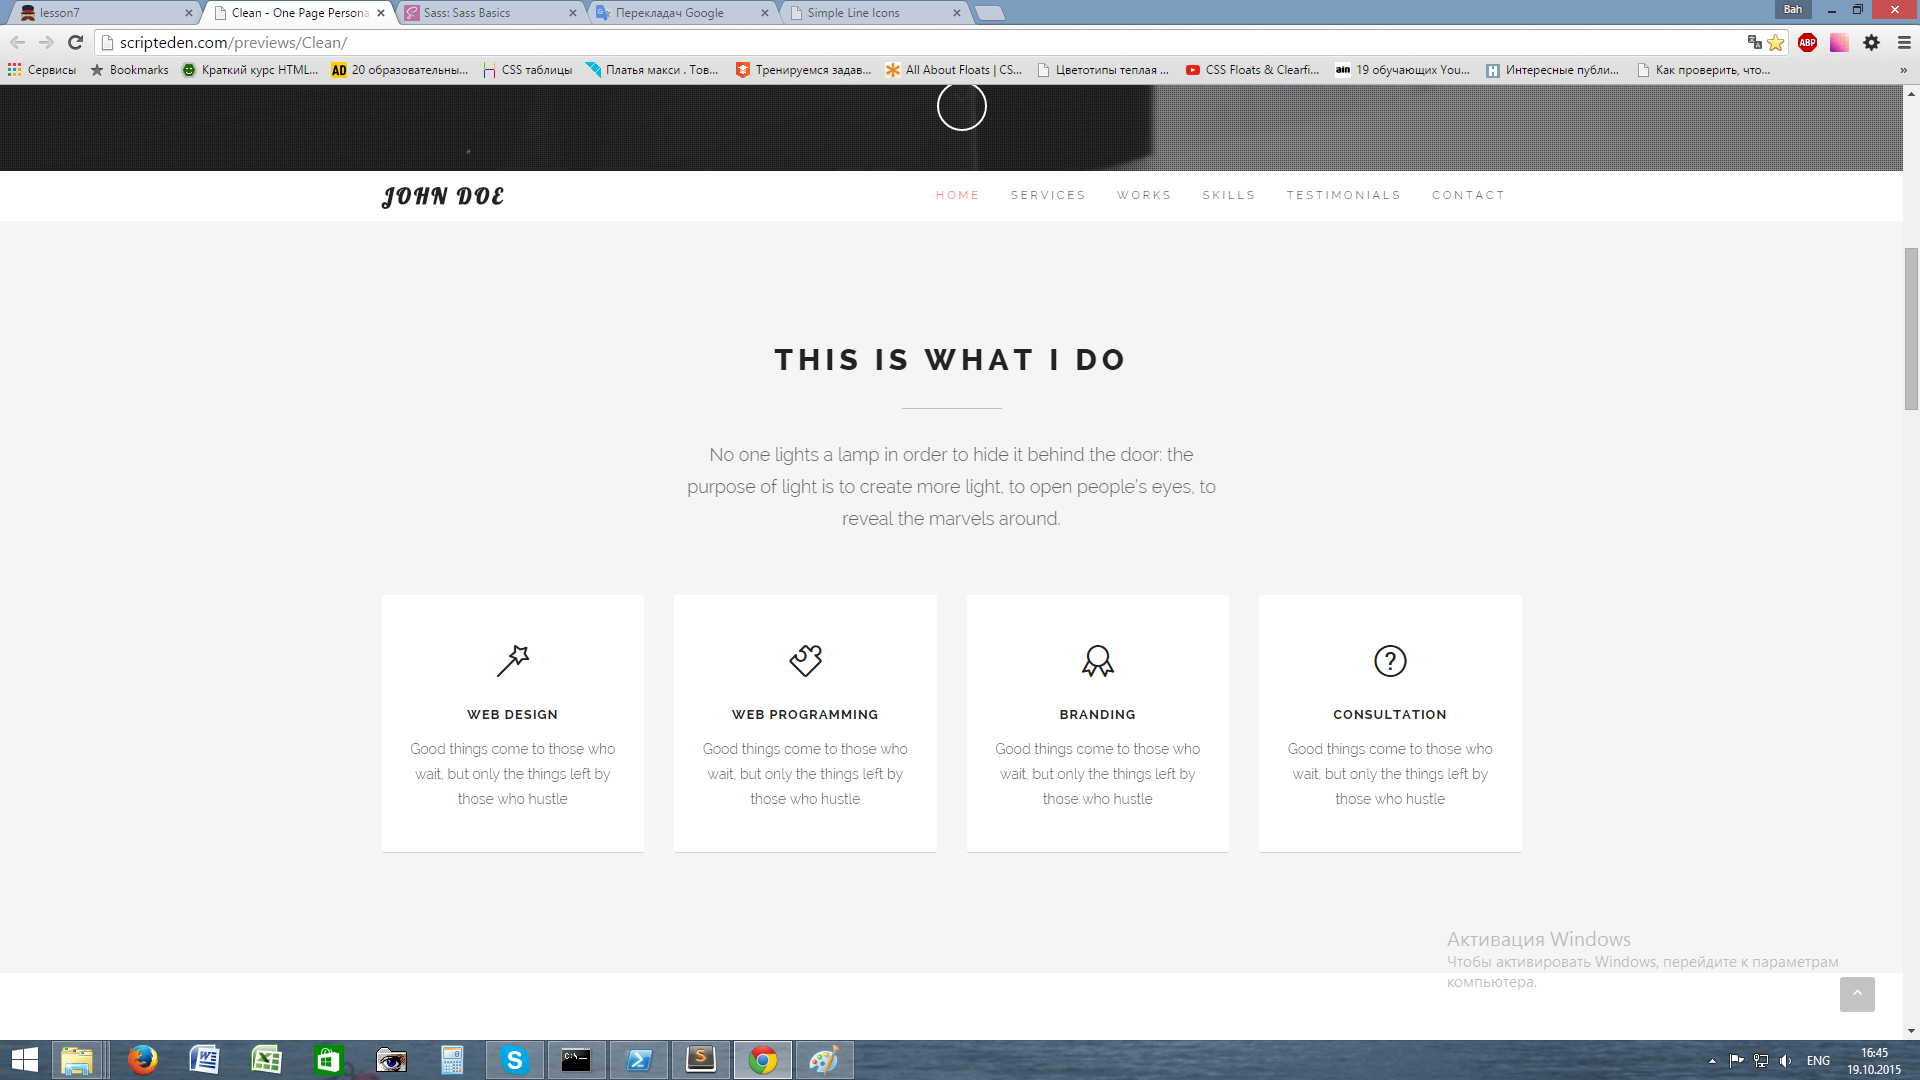 lesson7
Clean - One Page Persona
Sass: Sass Basics
Перекладач Google
Simple Line Icons
Bah
scripteden.com/previews/Clean/
ABP
Сервисы
Bookmarks
Краткий курс HTML...
AD 20 образовательны...
CSS таблицы
Платья макси . Тов...
Тренируемся задав...
All About Floats | CS...
Цветотипы теплая ...
CSS Floats & Clearfi...
ain 19 обучающих You...
H Интересные публи...
Как проверить, что...
»
JOHN DOE
HOME
SERVICES
WORKS
SKILLS
TESTIMONIALS
CONTACT
THIS IS WHAT I DO
No one lights a lamp in order to hide it behind the door: the
purpose of light is to create more light, to open people's eyes, to
reveal the marvels around.
WEB DESIGN
Good things come to those who
wait, but only the things left by
those who hustle
WEB PROGRAMMING
Good things come to those who
wait, but only the things left by
those who hustle
BRANDING
Good things come to those who
wait, but only the things left by
those who hustle
CONSULTATION
Good things come to those who
wait, but only the things left by
those who hustle
Активация Windows
Чтобы активировать Windows, перейдите к параметрам
компьютера.
ENG
16:45
19.10.2015